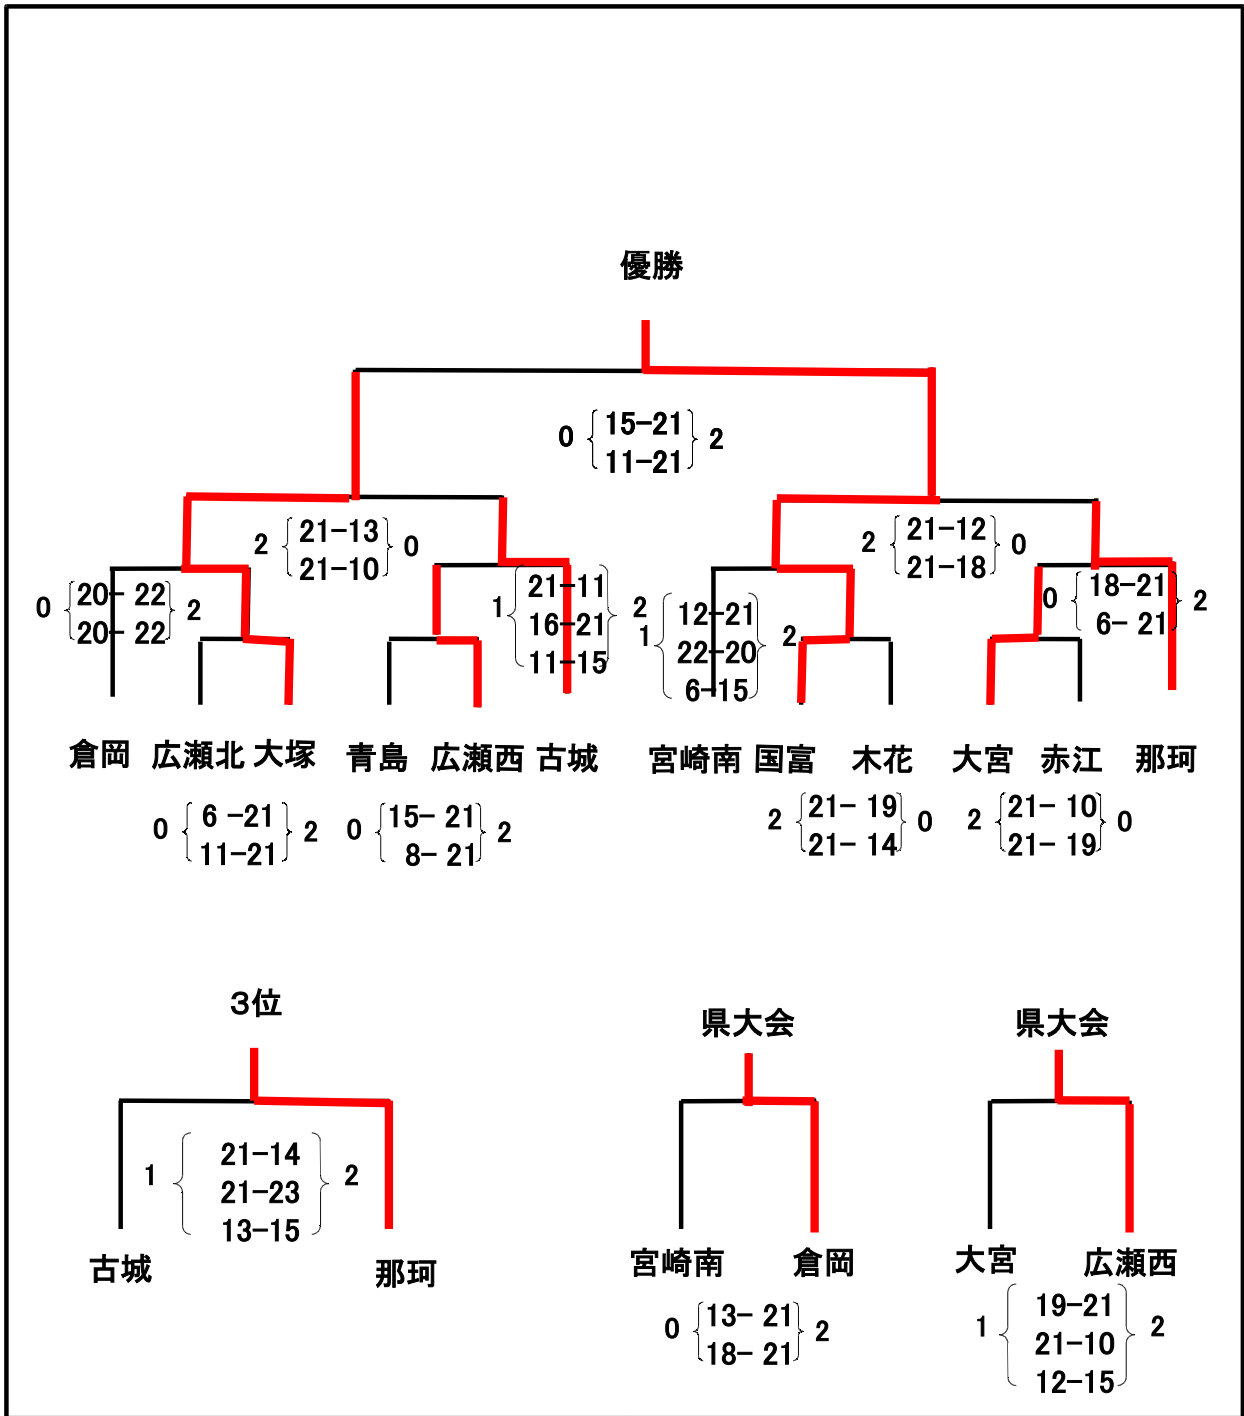 優勝
0 15-21 2
11-21
2 21-13 0
21-10
2 21-12 0
21-18
0 20- 22 2
20- 22
1 21-11 2
16-21
11-15
1 12-21 2
22-20
6-15
0 18-21 2
6- 21
倉岡 広瀬北 大塚 青島 広瀬西 古城 宮崎南 国富 木花 大宮 赤江 那珂
0 6 -21 2
11-21
0 15- 21 2
8- 21
2 21- 19 0
21- 14
2 21- 10 0
21- 19
3位
1 21-14 2
21-23
13-15
古城 那珂
県大会
宮崎南 倉岡
0 13- 21 2
18- 21
県大会
大宮 広瀬西
1 19-21 2
21-10
12-15